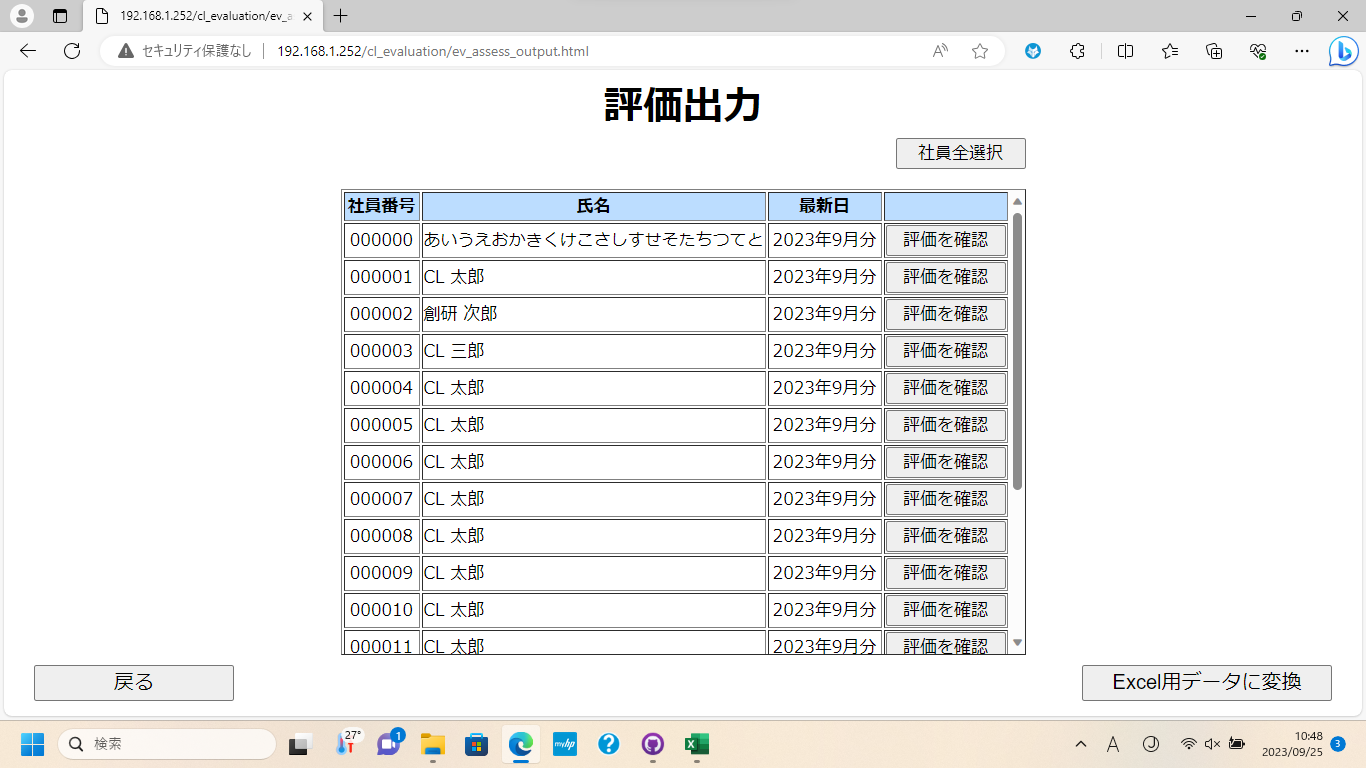 192.168.1.252/cl_evaluation/ev_a
セキュリティ保護なし 192.168.1.252/cl_evaluation/ev_assess_output.html
評価出力
社員全選択
社員番号 氏名 最新日
000000 あいうえおかきくけこさしすせそたちつてと 2023年9月分 評価を確認
000001 CL 太郎 2023年9月分 評価を確認
000002 創研 次郎 2023年9月分 評価を確認
000003 CL 三郎 2023年9月分 評価を確認
000004 CL 太郎 2023年9月分 評価を確認
000005 CL 太郎 2023年9月分 評価を確認
000006 CL 太郎 2023年9月分 評価を確認
000007 CL 太郎 2023年9月分 評価を確認
000008 CL 太郎 2023年9月分 評価を確認
000009 CL 太郎 2023年9月分 評価を確認
000010 CL 太郎 2023年9月分 評価を確認
000011 CL 太郎 2023年9月分 評価を確認
戻る Excel用データに変換
検索 27° 1 myhp A 10:48
2023/09/25 3